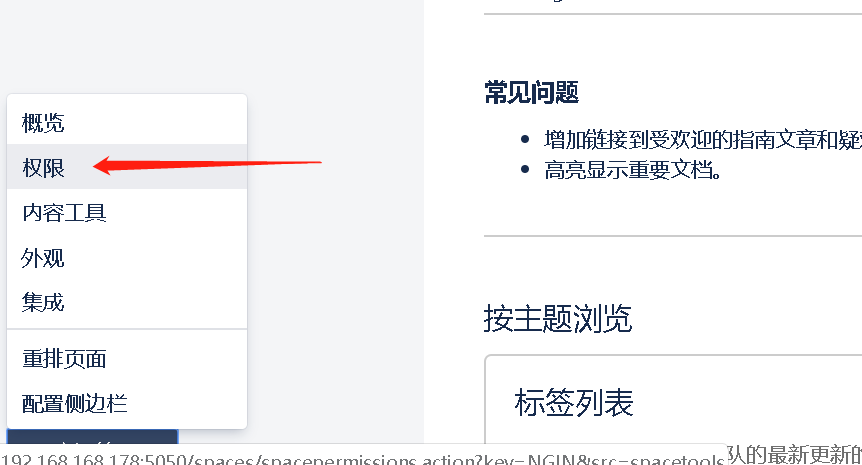 常见问题
增加链接到受欢迎的指南文章和疑
高亮显示重要文档。
概览
权限
内容工具
外观
集成
重排页面
配置侧边栏
按主题浏览
标签列表
192.168.168.178:5050/spaces/spacepermissions.action?key=NGIN&src=spacetools
队的最新更新的